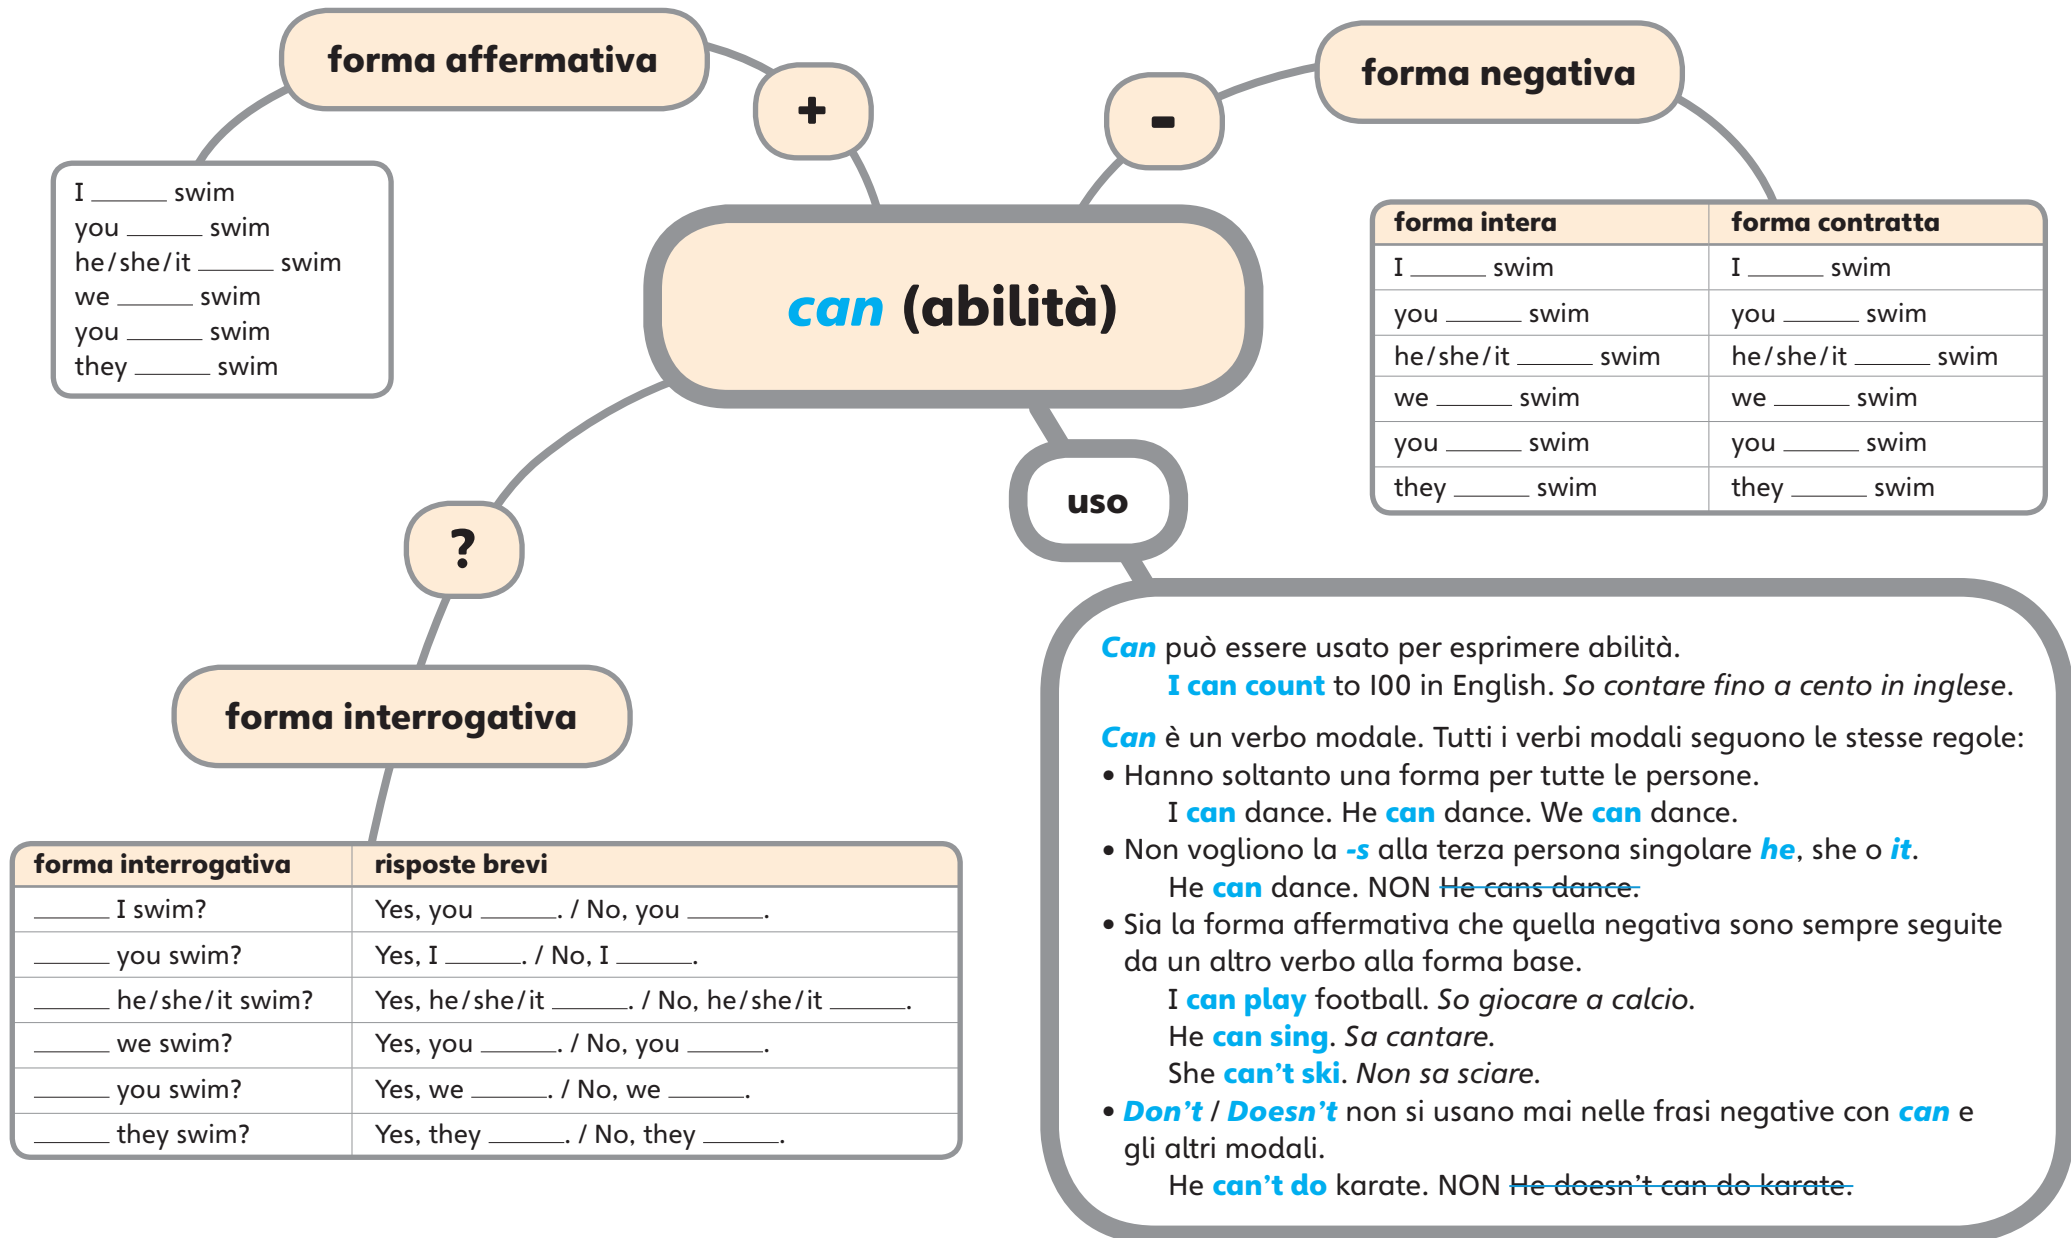 forma affermativa
+
I ______ swim
you ______ swim
he/she/it ______ swim
we ______ swim
you ______ swim
they ______ swim
-
forma negativa
forma intera forma contratta
I ______ swim I ______ swim
you ______ swim you ______ swim
he/she/it ______ swim he/she/it ______ swim
we ______ swim we ______ swim
you ______ swim you ______ swim
they ______ swim they ______ swim
can (abilità)
?
forma interrogativa
forma interrogativa risposte brevi
______ I swim? Yes, you ______. / No, you ______.
______ you swim? Yes, I ______. / No, I ______.
______ he/she/it swim? Yes, he/she/it ______. / No, he/she/it ______.
______ we swim? Yes, you ______. / No, you ______.
______ you swim? Yes, we ______. / No, we ______.
______ they swim? Yes, they ______. / No, they ______.
uso
Can può essere usato per esprimere abilità.
I can count to 100 in English. So contare fino a cento in inglese.
Can è un verbo modale. Tutti i verbi modali seguono le stesse regole:
• Hanno soltanto una forma per tutte le persone.
I can dance. He can dance. We can dance.
• Non vogliono la -s alla terza persona singolare he, she o it.
He can dance. NON He cans dance.
• Sia la forma affermativa che quella negativa sono sempre seguite
da un altro verbo alla forma base.
I can play football. So giocare a calcio.
He can sing. Sa cantare.
She can't ski. Non sa sciare.
• Don't / Doesn't non si usano mai nelle frasi negative con can e
gli altri modali.
He can't do karate. NON He doesn't can do karate.